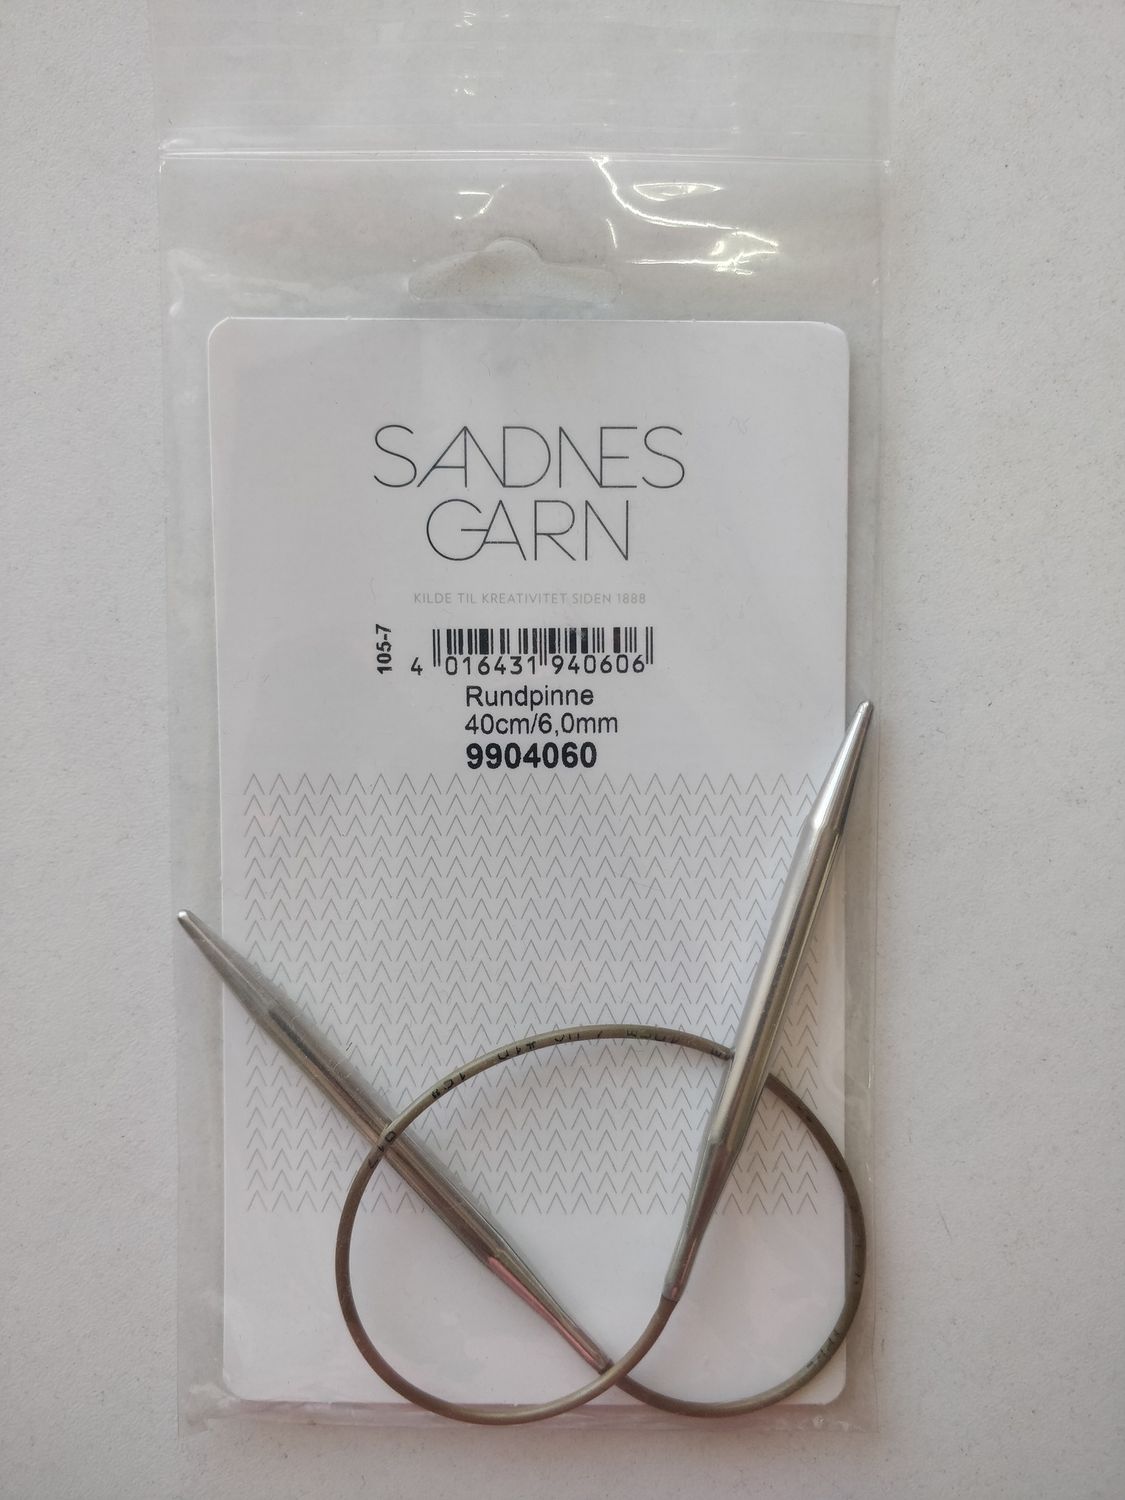 SANDNES
GARN
KILDE TIL KREATIVITET SIDEN 1888
105-7
4 016431 940606
Rundpinne
40cm/6,0mm
9904060